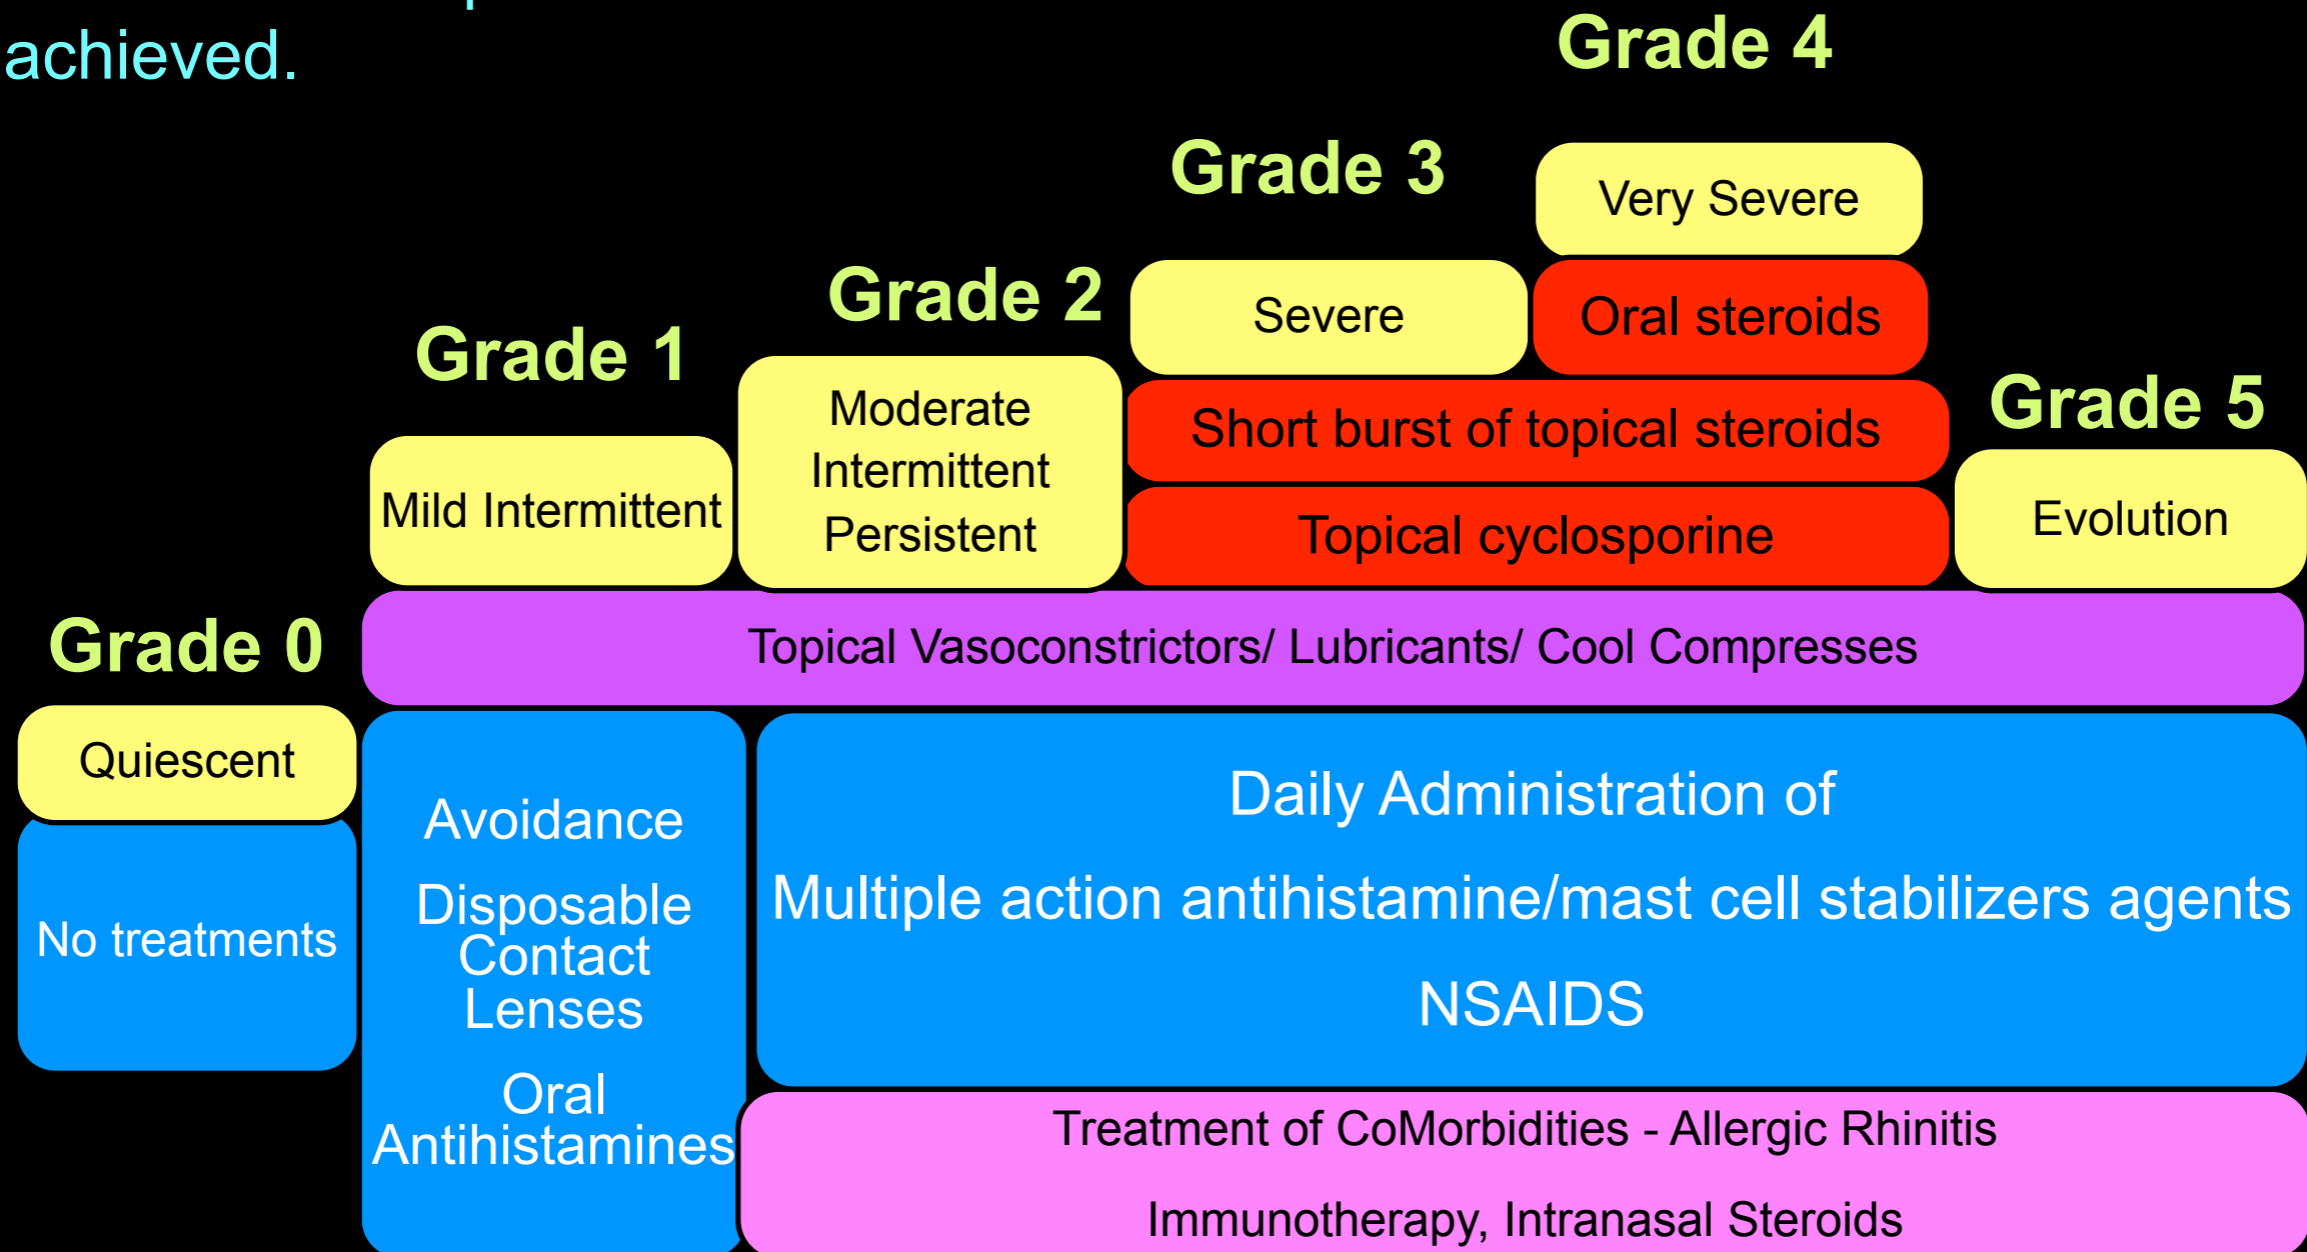 achieved.
Grade 4
Grade 3
Very Severe
Grade 2
Severe
Oral steroids
Grade 1
Moderate
Intermittent
Persistent
Short burst of topical steroids
Grade 5
Mild Intermittent
Topical cyclosporine
Evolution
Grade 0
Topical Vasoconstrictors/ Lubricants/ Cool Compresses
Quiescent
No treatments
Avoidance
Disposable
Contact
Lenses
Oral
Antihistamines
Daily Administration of
Multiple action antihistamine/mast cell stabilizers agents
NSAIDS
Treatment of CoMorbidities - Allergic Rhinitis
Immunotherapy, Intranasal Steroids